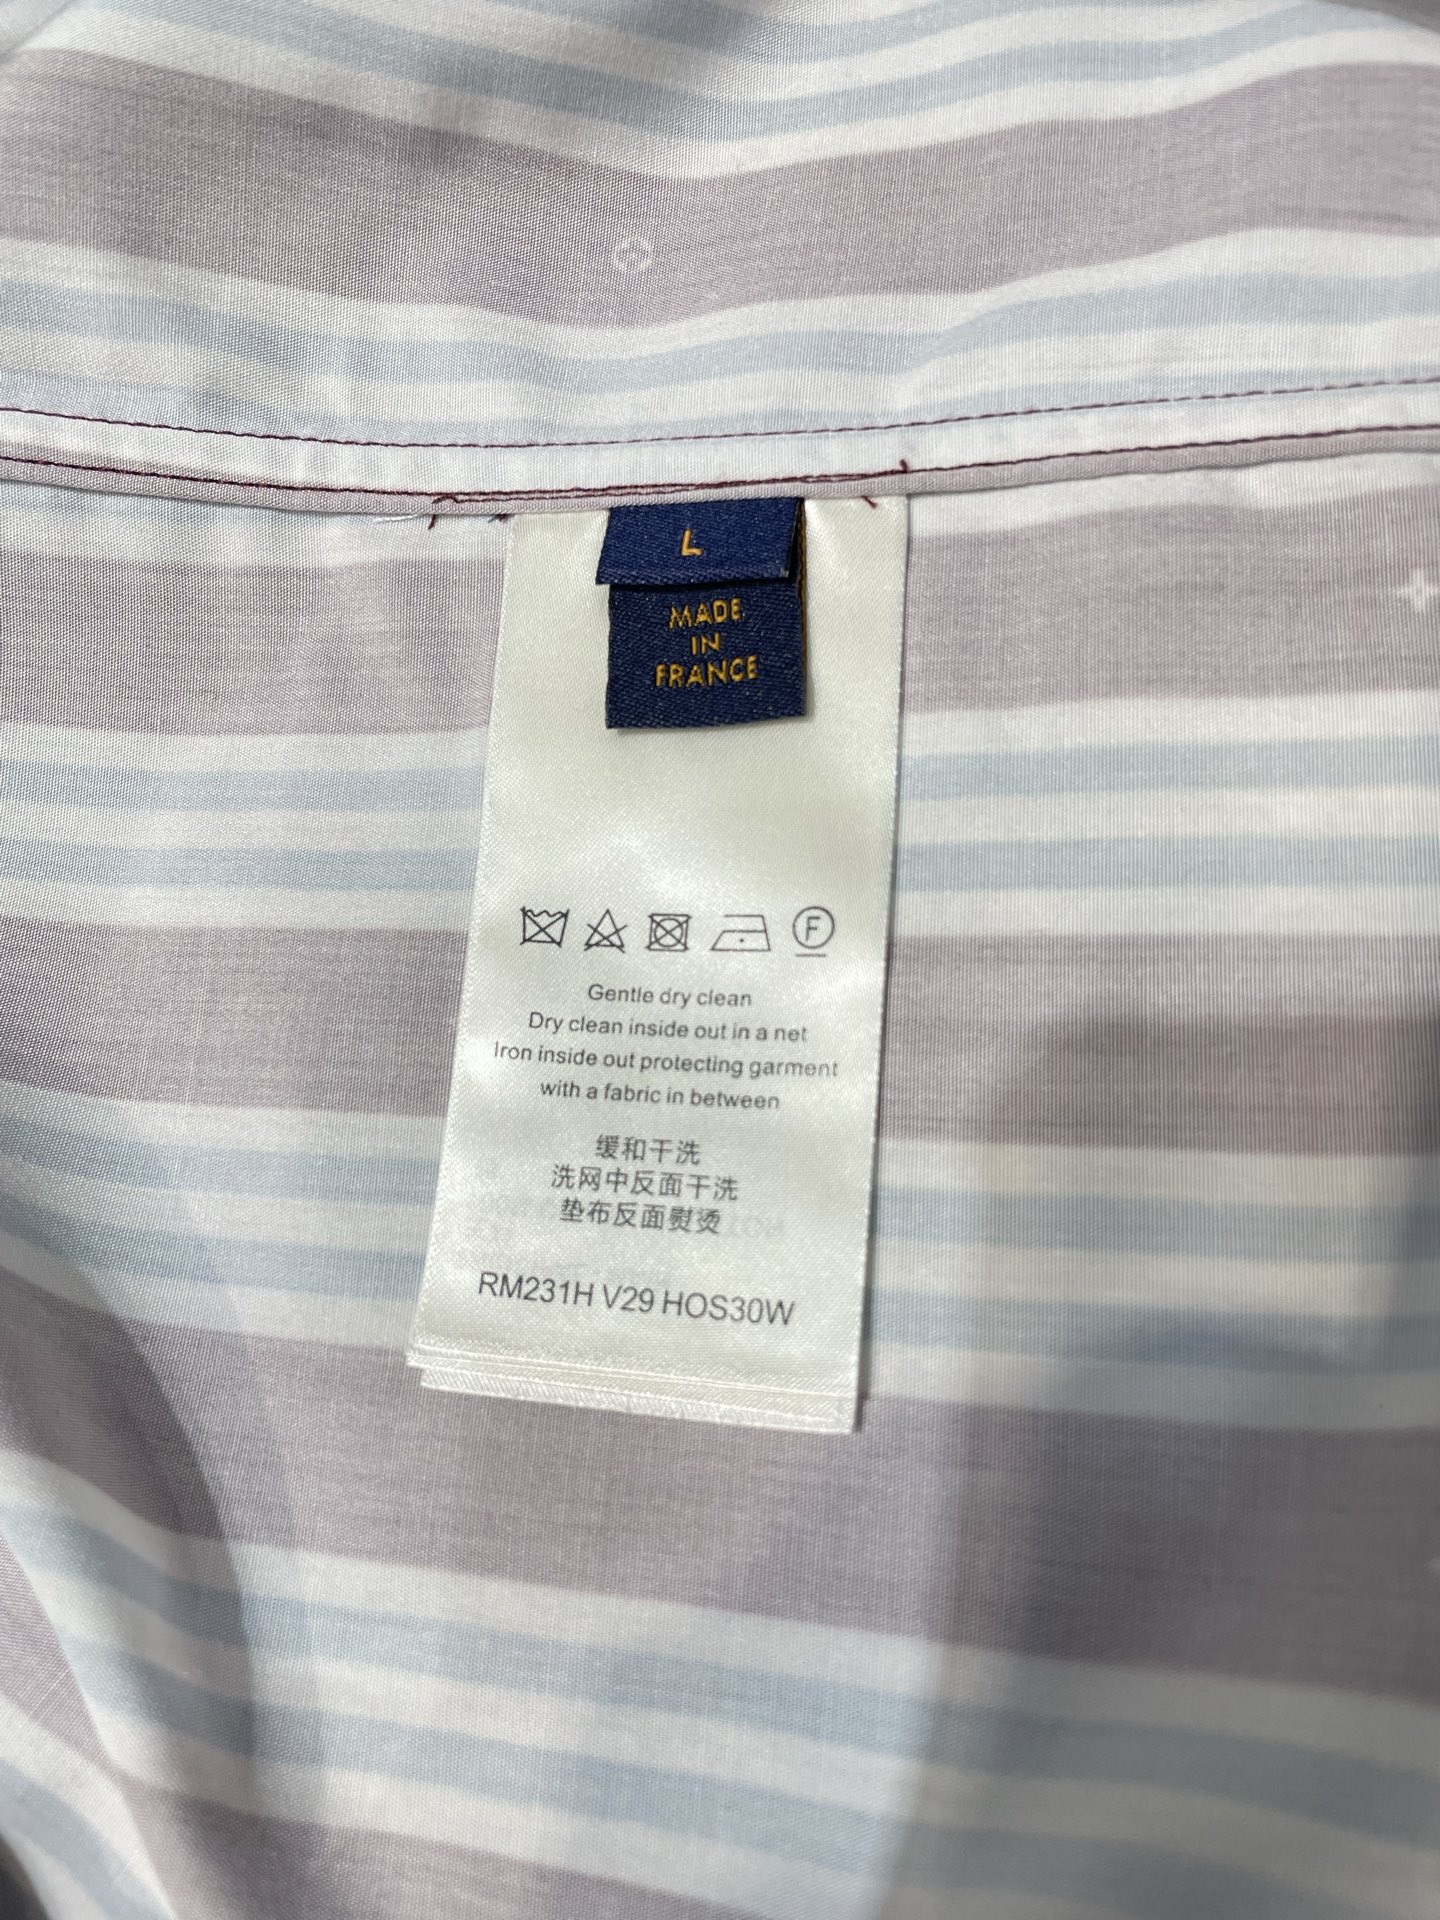 L
MADE
IN
FRANCE
F
Gentle dry clean
Dry clean inside out in a net
Iron inside out protecting garment
with a fabric in between
缓和干洗
洗网中反面干洗
垫布反面熨烫
RM231H V29 HOS30W